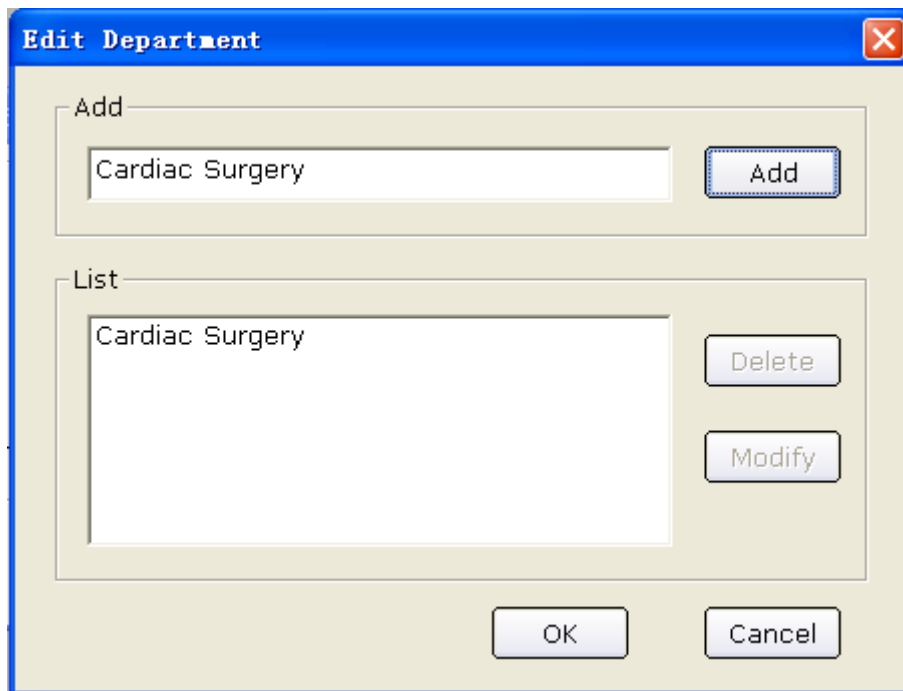 Edit Department
Add
Cardiac Surgery
Add
List
Cardiac Surgery
Delete
Modify
OK
Cancel